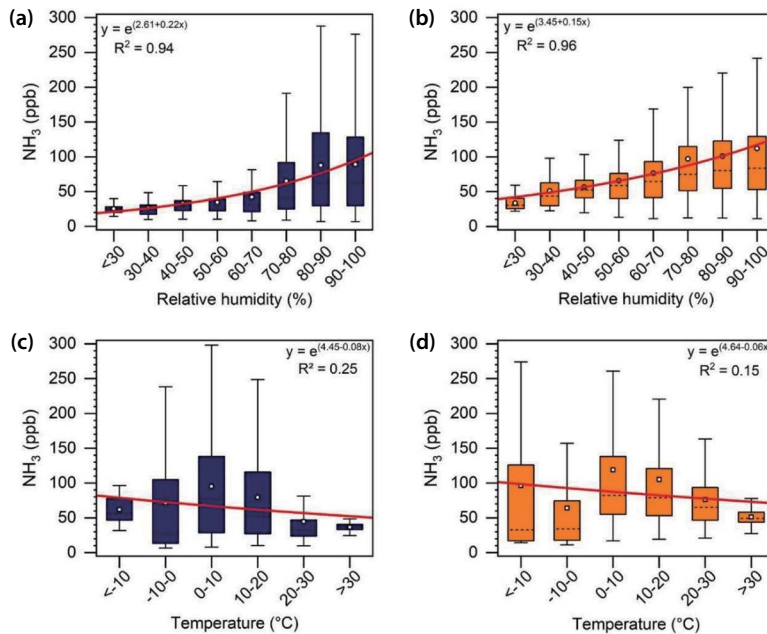 (a)
y = e^(2.61+0.22x)
R² = 0.94
300
250
200
150
100
50
0
NH₃ (ppb)
<30
30-40
40-50
50-60
60-70
70-80
80-90
90-100
Relative humidity (%)
(b)
y = e^(3.45+0.15x)
R² = 0.96
300
250
200
150
100
50
0
NH₃ (ppb)
<30
30-40
40-50
50-60
60-70
70-80
80-90
90-100
Relative humidity (%)
(c)
y = e^(4.45-0.08x)
R² = 0.25
300
250
200
150
100
50
0
NH₃ (ppb)
<-10
-10-0
0-10
10-20
20-30
>30
Temperature (°C)
(d)
y = e^(4.64-0.06x)
R² = 0.15
300
250
200
150
100
50
0
NH₃ (ppb)
<-10
-10-0
0-10
10-20
20-30
>30
Temperature (°C)